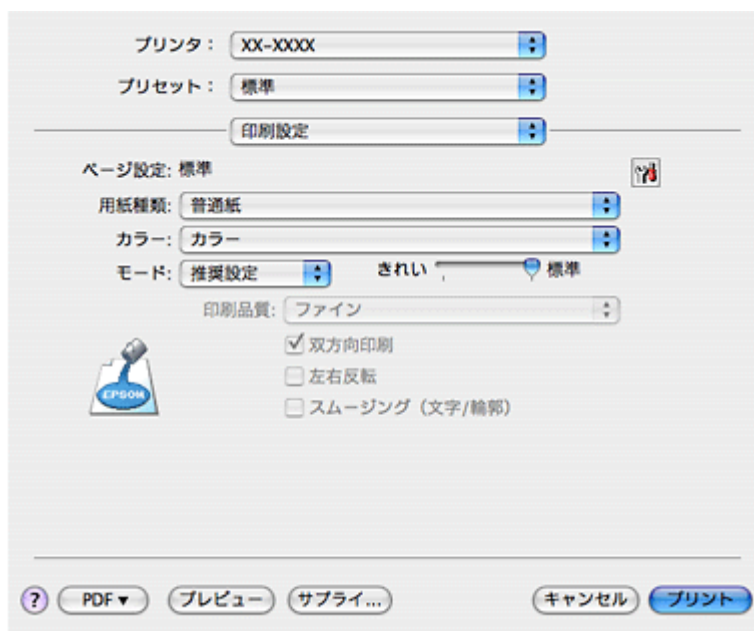 プリンタ： XX-XXXX
プリセット： 標準
印刷設定
ページ設定: 標準
用紙種類: 普通紙
カラー: カラー
モード: 推奨設定 きれい 標準
印刷品質: ファイン
双方向印刷
左右反転
スムージング（文字/輪郭）
EPSON
? PDF▼ プレビュー サプライ... キャンセル プリント